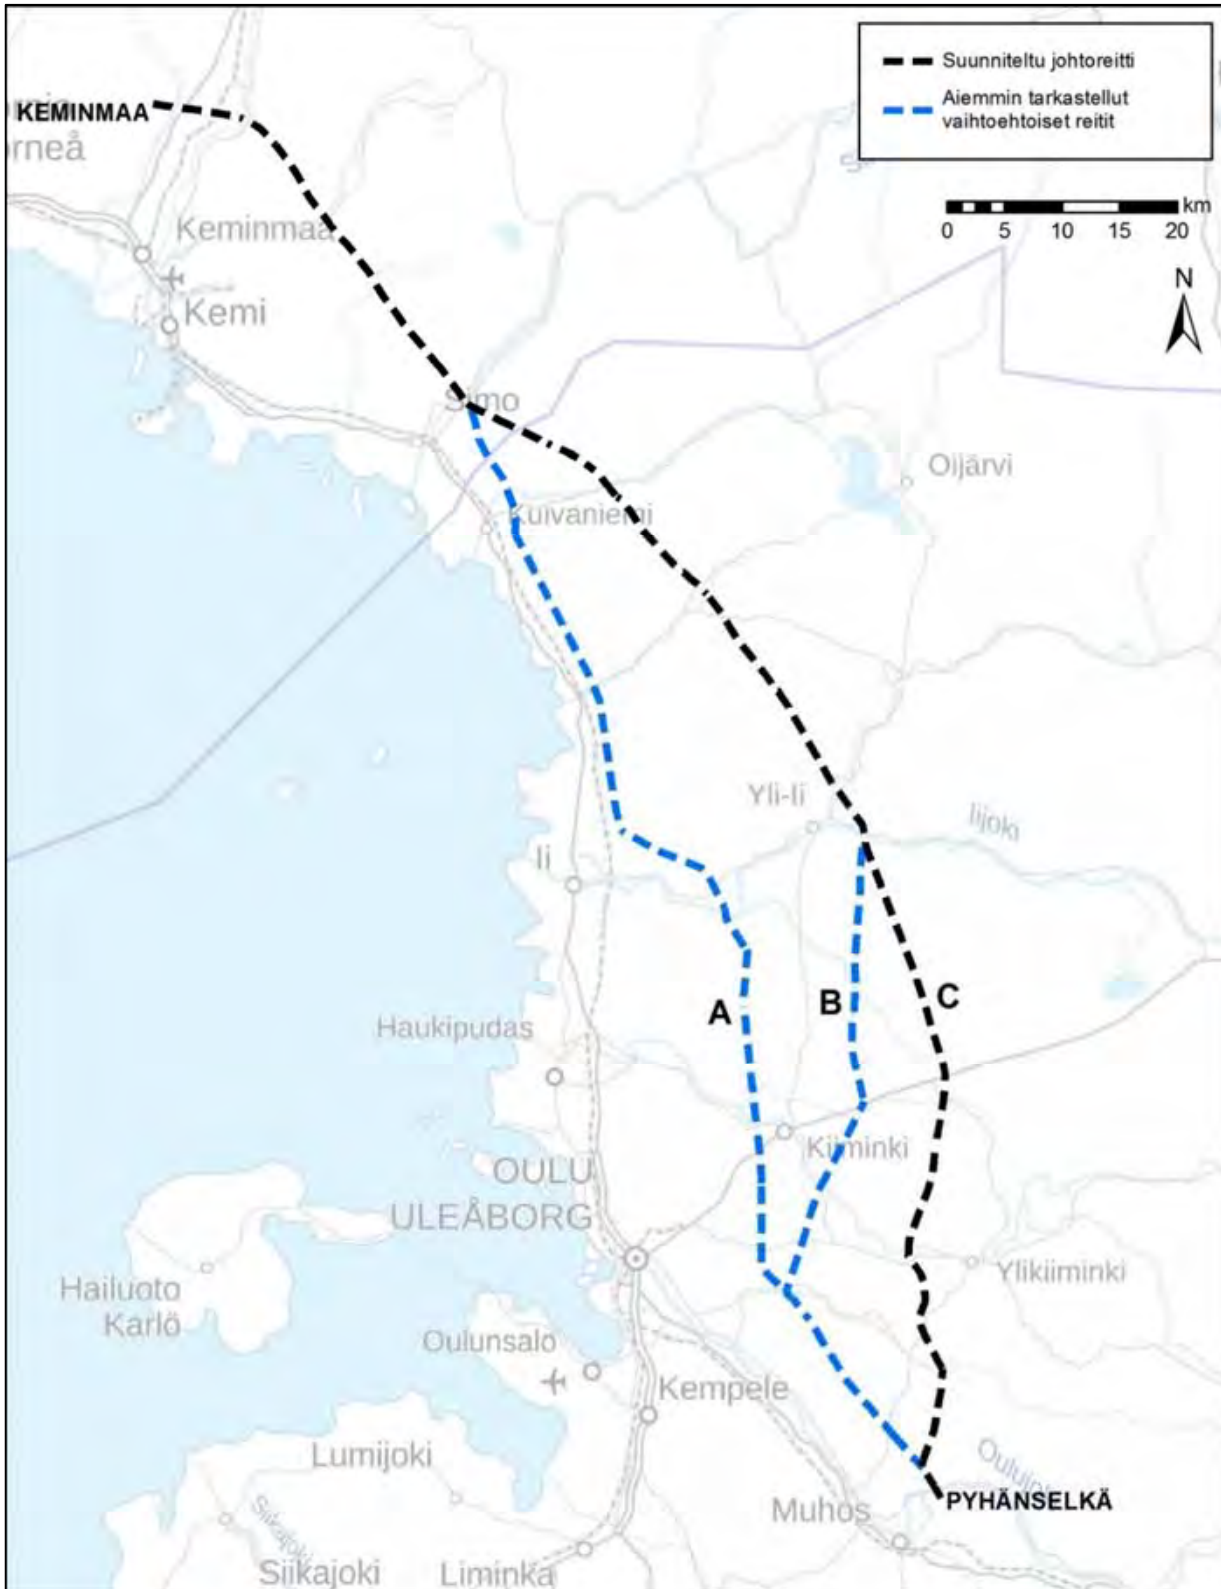 Suunniteltu johtoreitti
Aiemmin tarkastellut
vaihtoehtoiset reitit
km
0 5 10 15 20
N
KEMINMAA
Keminmaa
Kemi
Simo
Kuivaniemi
Oijärvi
Yli-Ii
Iijoki
Ii
A
B
C
Haukipudas
Kiiminki
OULU
ULEÅBORG
Ylikiiminki
Hailuoto
Karlö
Oulunsalo
Kempele
Lumijoki
PYHÄNSELKÄ
Muhos
Siikajoki
Siikajoki
Liminka